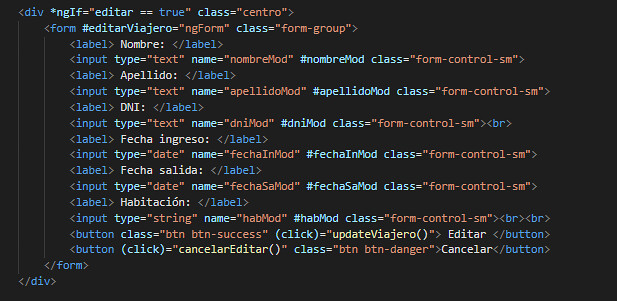 <div *ngIf="editar == true" class="centro">
<form #editarViajero="ngForm" class="form-group">
<label> Nombre: </label>
<input type="text" name="nombreMod" #nombreMod class="form-control-sm">
<label> Apellido: </label>
<input type="text" name="apellidoMod" #apellidoMod class="form-control-sm">
<label> DNI: </label>
<input type="text" name="dniMod" #dniMod class="form-control-sm"><br>
<label> Fecha ingreso: </label>
<input type="date" name="fechaInMod" #fechaInMod class="form-control-sm">
<label> Fecha salida: </label>
<input type="date" name="fechaSaMod" #fechaSaMod class="form-control-sm">
<label> Habitación: </label>
<input type="string" name="habMod" #habMod class="form-control-sm"><br><br>
<button class="btn btn-success" (click)="updateViajero()"> Editar </button>
<button (click)="cancelarEditar()" class="btn btn-danger">Cancelar</button>
</form>
</div>